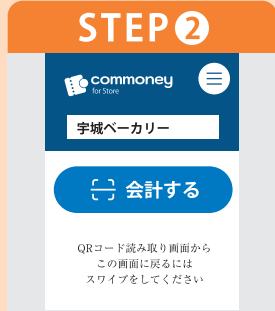 STEP❷
commoney
for Store
宇城ベーカリー
会計する
QRコード読み取り画面から
この画面に戻るには
スワイプをしてください